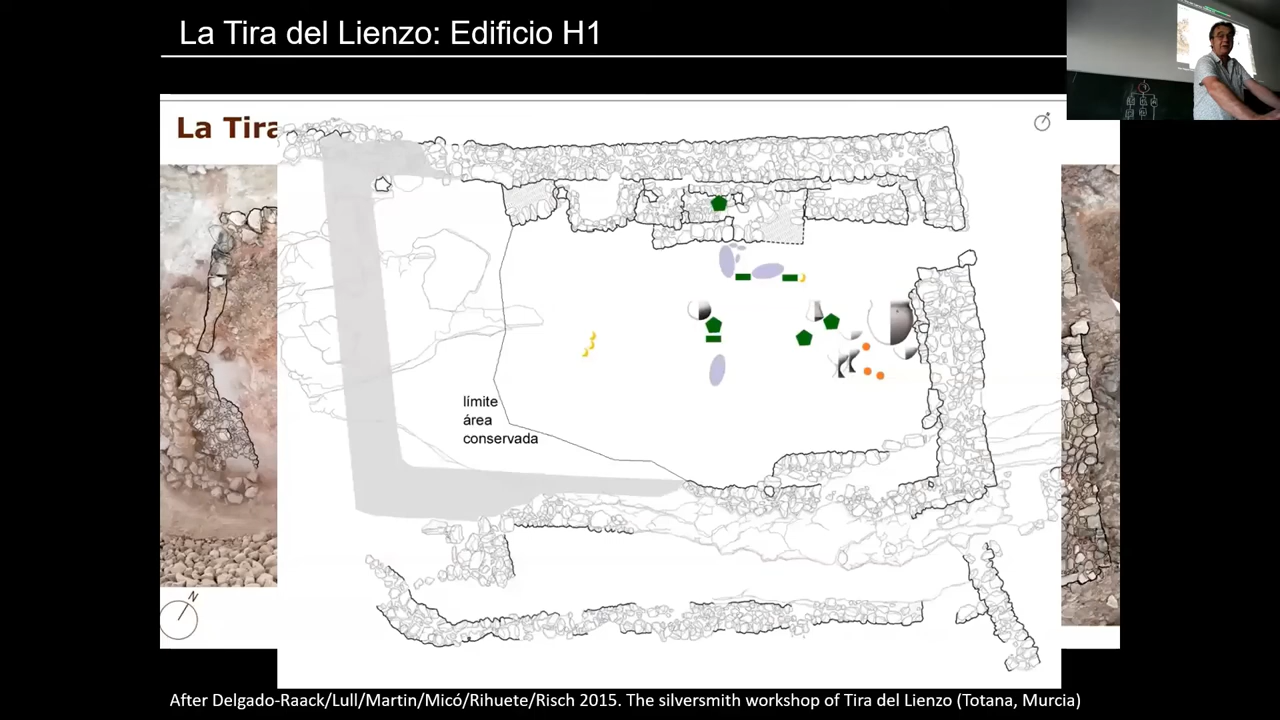 La Tira del Lienzo: Edificio H1
La Tira
límite
área
conservada
N
After Delgado-Raack/Lull/Martin/Micó/Rihuete/Risch 2015. The silversmith workshop of Tira del Lienzo (Totana, Murcia)